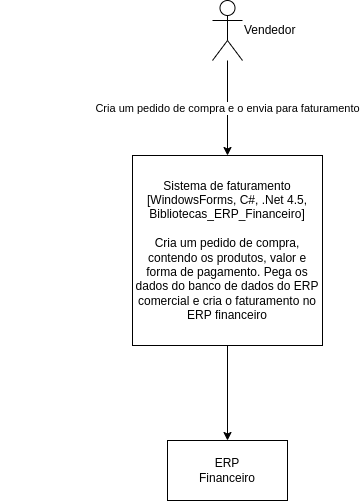 Vendedor
Cria um pedido de compra e o envia para faturamento
Sistema de faturamento
[WindowsForms, C#, .Net 4.5,
Bibliotecas_ERP_Financeiro]
Cria um pedido de compra,
contendo os produtos, valor e
forma de pagamento. Pega os
dados do banco de dados do ERP
comercial e cria o faturamento no
ERP financeiro
ERP
Financeiro